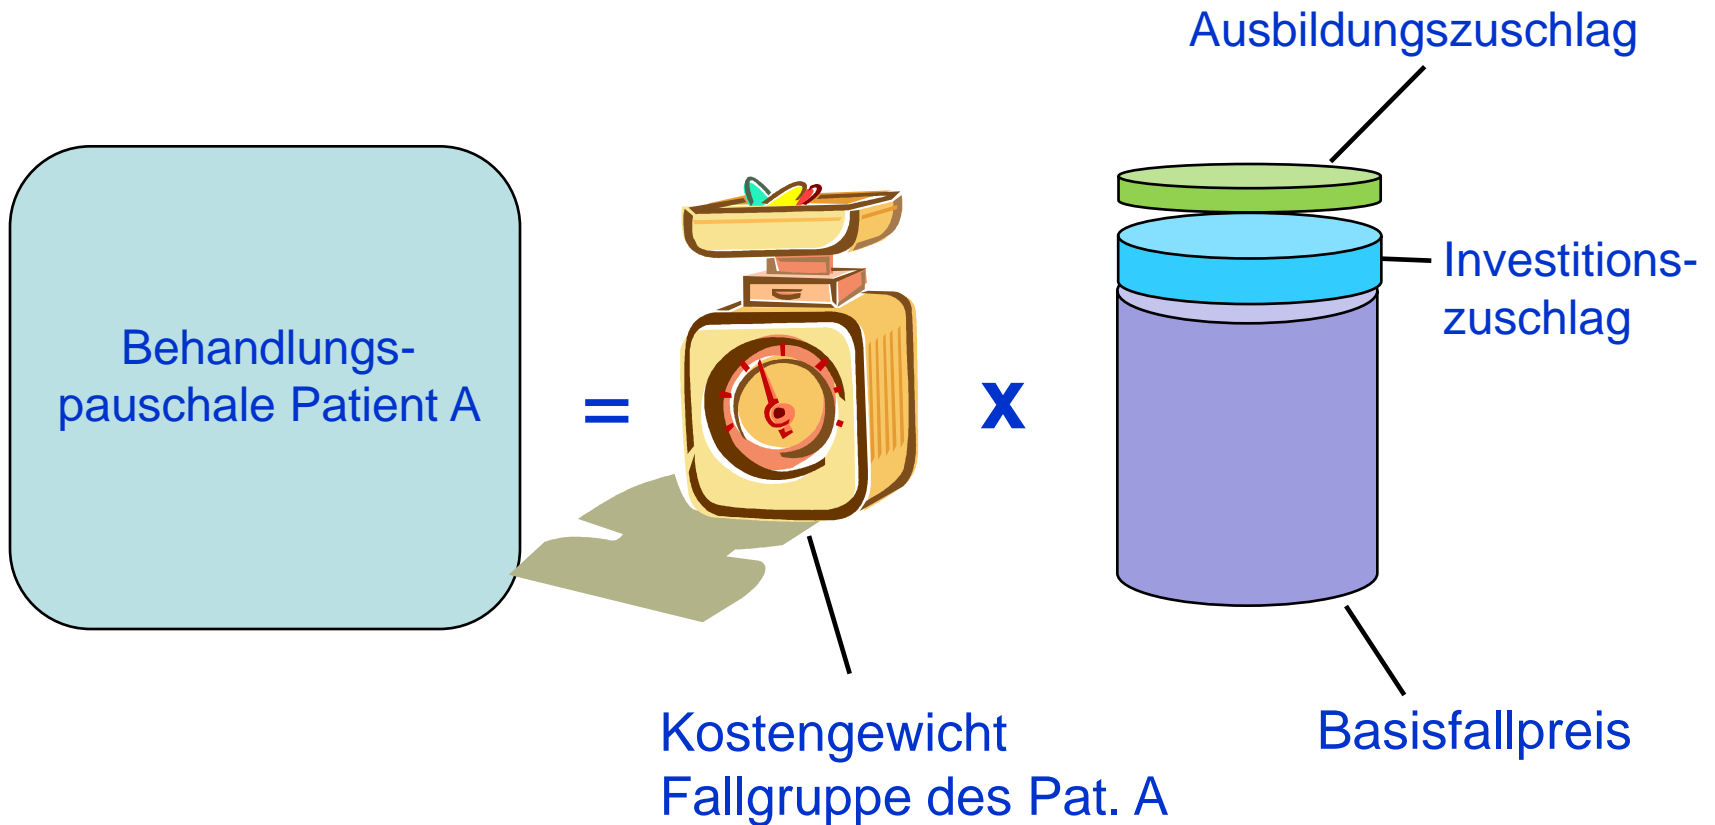 Ausbildungszuschlag
Behandlungs-
pauschale Patient A
=
x
Investitions-
zuschlag
Kostengewicht
Fallgruppe des Pat. A
Basisfallpreis